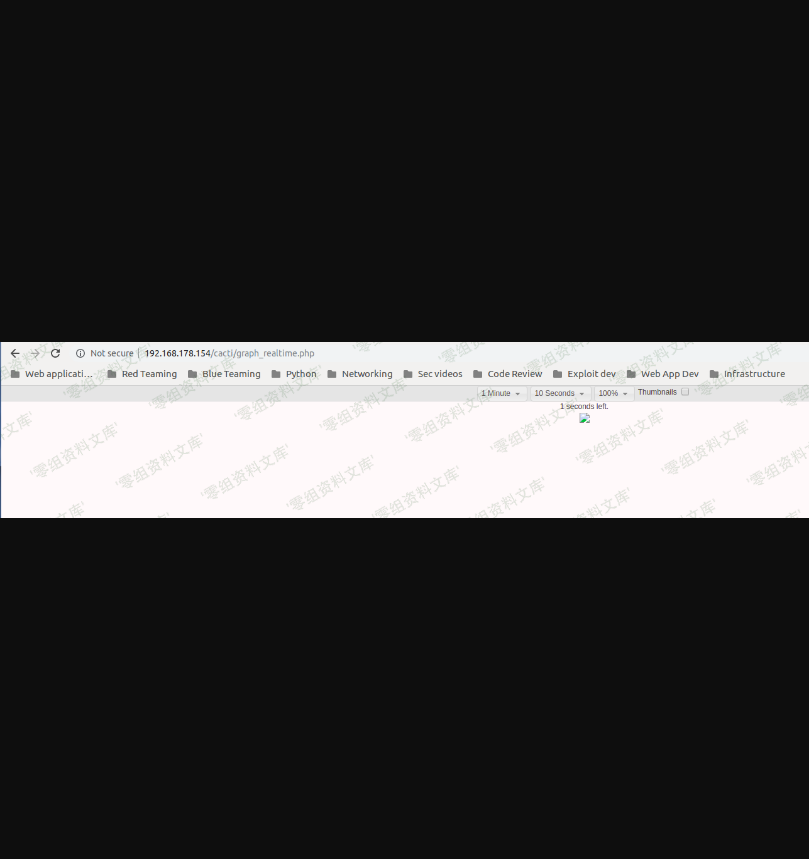 Not secure | 192.168.178.154/cacti/graph_realtime.php
Web applicati... Red Teaming Blue Teaming Python Networking Sec videos Code Review Exploit dev Web App Dev Infrastructure
1 Minute 10 Seconds 100% Thumbnails
1 seconds left.
'零组资料文库'